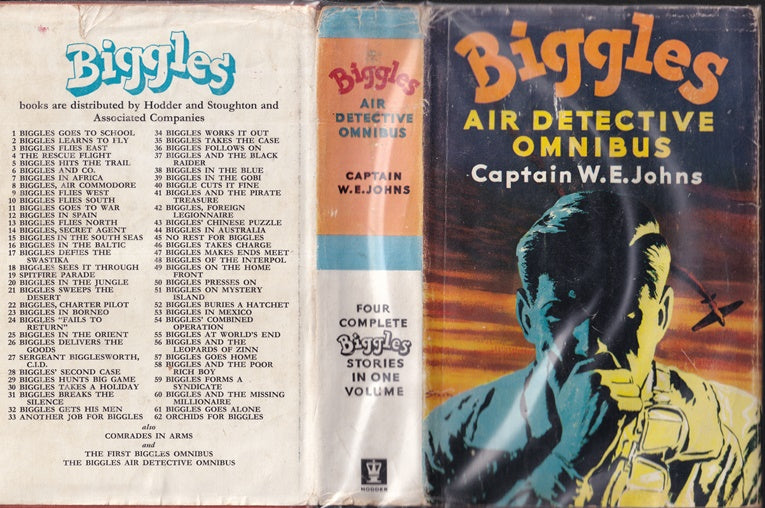 Biggles
books are distributed by Hodder and Stoughton and
Associated Companies
1 BIGGLES GOES TO SCHOOL
2 BIGGLES LEARNS TO FLY
3 BIGGLES FLIES EAST
4 THE RESCUE FLIGHT
5 BIGGLES HITS THE TRAIL
6 BIGGLES AND CO.
7 BIGGLES IN AFRICA
8 BIGGLES, AIR COMMODORE
9 BIGGLES FLIES WEST
10 BIGGLES FLIES SOUTH
11 BIGGLES GOES TO WAR
12 BIGGLES IN SPAIN
13 BIGGLES FLIES NORTH
14 BIGGLES, SECRET AGENT
15 BIGGLES IN THE SOUTH SEAS
16 BIGGLES IN THE BALTIC
17 BIGGLES DEFIES THE
SWASTIKA
18 BIGGLES SEES IT THROUGH
19 SPITFIRE PARADE
20 BIGGLES IN THE JUNGLE
21 BIGGLES SWEEPS THE
DESERT
22 BIGGLES, CHARTER PILOT
23 BIGGLES IN BORNEO
24 BIGGLES "FAILS TO
RETURN"
25 BIGGLES IN THE ORIENT
26 BIGGLES DELIVERS THE
GOODS
27 SERGEANT BIGGLESWORTH,
C.I.D.
28 BIGGLES' SECOND CASE
29 BIGGLES HUNTS BIG GAME
30 BIGGLES TAKES A HOLIDAY
31 BIGGLES BREAKS THE
SILENCE
32 BIGGLES GETS HIS MEN
33 ANOTHER JOB FOR BIGGLES
34 BIGGLES WORKS IT OUT
35 BIGGLES TAKES THE CASE
36 BIGGLES FOLLOWS ON
37 BIGGLES AND THE BLACK
RAIDER
38 BIGGLES IN THE BLUE
39 BIGGLES IN THE GOBI
40 BIGGLE CUTS IT FINE
41 BIGGLES AND THE PIRATE
TREASURE
42 BIGGLES, FOREIGN
LEGIONNAIRE
43 BIGGLES' CHINESE PUZZLE
44 BIGGLES IN AUSTRALIA
45 NO REST FOR BIGGLES
46 BIGGLES TAKES CHARGE
47 BIGGLES MAKES ENDS MEET
48 BIGGLES OF THE INTERPOL
49 BIGGLES ON THE HOME
FRONT
50 BIGGLES PRESSES ON
51 BIGGLES ON MYSTERY
ISLAND
52 BIGGLES BURIES A HATCHET
53 BIGGLES IN MEXICO
54 BIGGLES' COMBINED
OPERATION
55 BIGGLES AT WORLD'S END
56 BIGGLES AND THE
LEOPARDS OF ZINN
57 BIGGLES GOES HOME
58 BIGGLES AND THE POOR
RICH BOY
59 BIGGLES FORMS A
SYNDICATE
60 BIGGLES AND THE MISSING
MILLIONAIRE
61 BIGGLES GOES ALONE
62 ORCHIDS FOR BIGGLES
also
COMRADES IN ARMS
and
THE FIRST BIGGLES OMNIBUS
THE BIGGLES AIR DETECTIVE OMNIBUS
Biggles
AIR
DETECTIVE
OMNIBUS
CAPTAIN
W.E.JOHNS
FOUR
COMPLETE
Biggles
STORIES
IN ONE
VOLUME
HODDER
Biggles
AIR DETECTIVE
OMNIBUS
Captain W.E.Johns